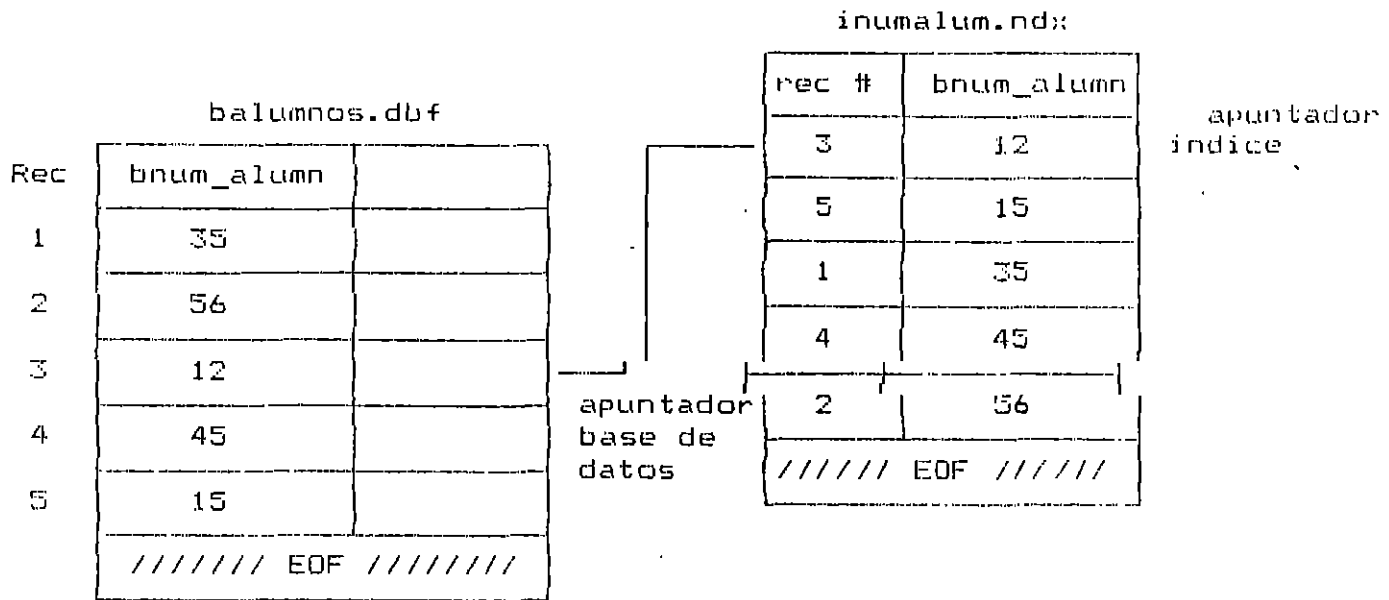 inumalum.ndx
rec # bnum_alumn
3 12
5 15
1 35
4 45
2 56
////// EOF //////
apuntador
indice
balumnos.dbf
Rec bnum_alumn
1 35
2 56
3 12
4 45
5 15
/////// EOF ////////
apuntador
base de
datos